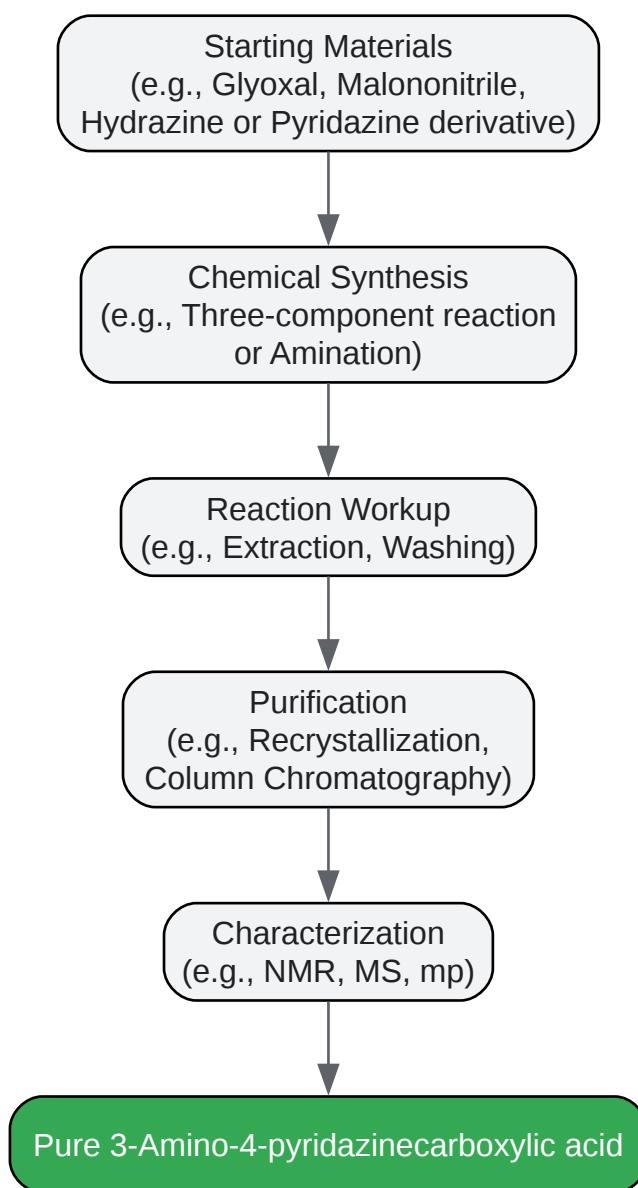 Starting Materials
(e.g., Glyoxal, Malononitrile,
Hydrazine or Pyridazine derivative)
Chemical Synthesis
(e.g., Three-component reaction
or Amination)
Reaction Workup
(e.g., Extraction, Washing)
Purification
(e.g., Recrystallization,
Column Chromatography)
Characterization
(e.g., NMR, MS, mp)
Pure 3-Amino-4-pyridazinecarboxylic acid